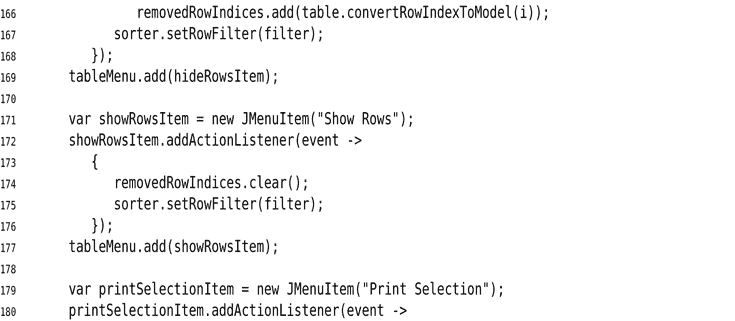 166                removedRowIndices.add(table.convertRowIndexToModel(i));
167             sorter.setRowFilter(filter);
168          });
169       tableMenu.add(hideRowsItem);
170
171       var showRowsItem = new JMenuItem("Show Rows");
172       showRowsItem.addActionListener(event ->
173          {
174             removedRowIndices.clear();
175             sorter.setRowFilter(filter);
176          });
177       tableMenu.add(showRowsItem);
178
179       var printSelectionItem = new JMenuItem("Print Selection");
180       printSelectionItem.addActionListener(event ->